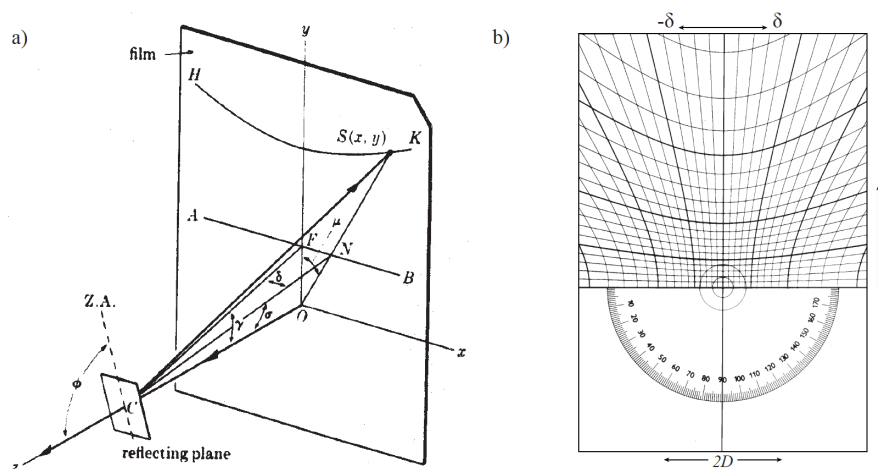 a)
film
y
H
S(x, y)
K
A
μ
F
N
B
δ
Z.A.
γ
σ
O
x
φ
C
z
reflecting plane
b)
-δ
δ
10 20 30 40 50 60 70 80 90 100 110 120 130 140 150 160 170
2D